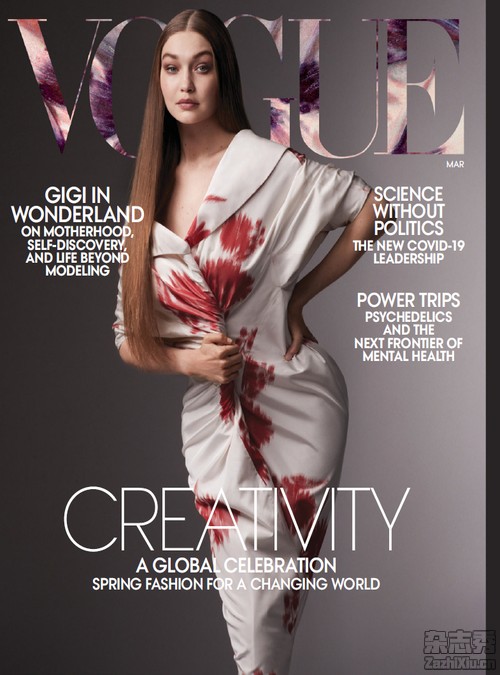 VOGUE
MAR
GIGI IN
WONDERLAND
ON MOTHERHOOD,
SELF-DISCOVERY,
AND LIFE BEYOND
MODELING
SCIENCE
WITHOUT
POLITICS
THE NEW COVID-19
LEADERSHIP
POWER TRIPS
PSYCHEDELICS
AND THE
NEXT FRONTIER OF
MENTAL HEALTH
CREATIVITY
A GLOBAL CELEBRATION
SPRING FASHION FOR A CHANGING WORLD
杂志秀
ZazhiXiu.cn